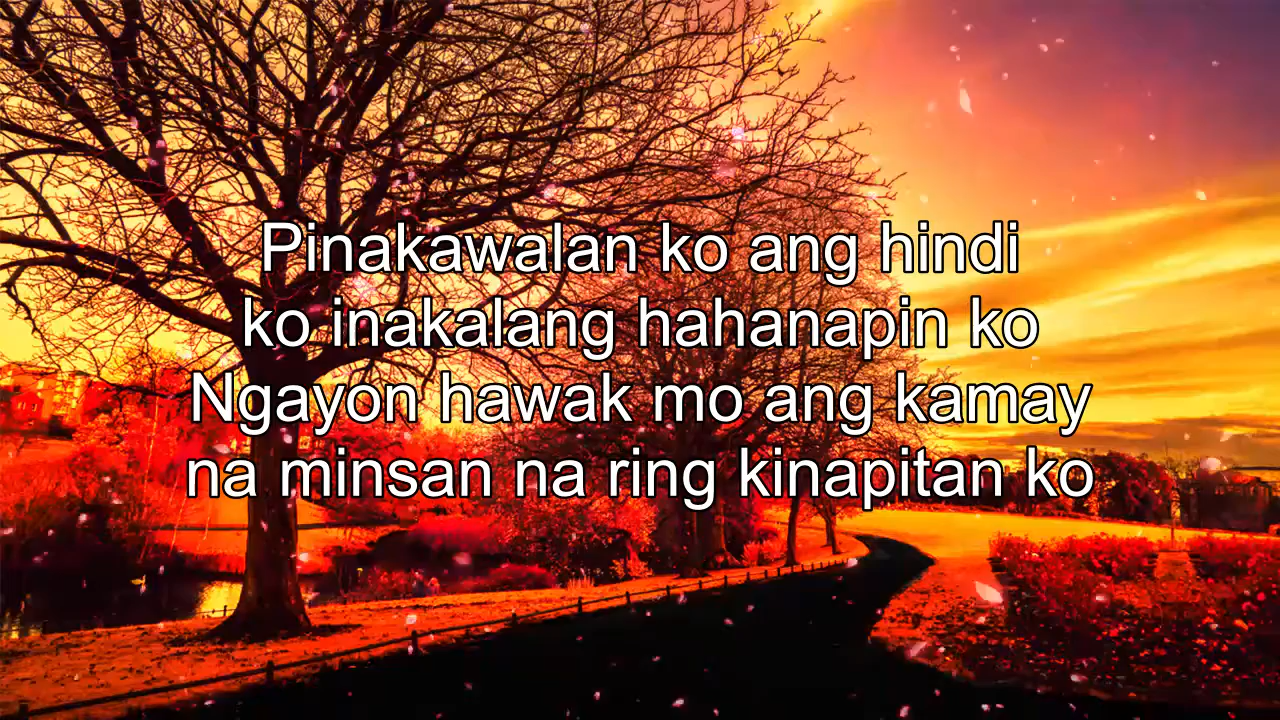 Pinakawalan ko ang hindi
ko inakalang hahanapin ko
Ngayon hawak mo ang kamay
na minsan na ring kinapitan ko